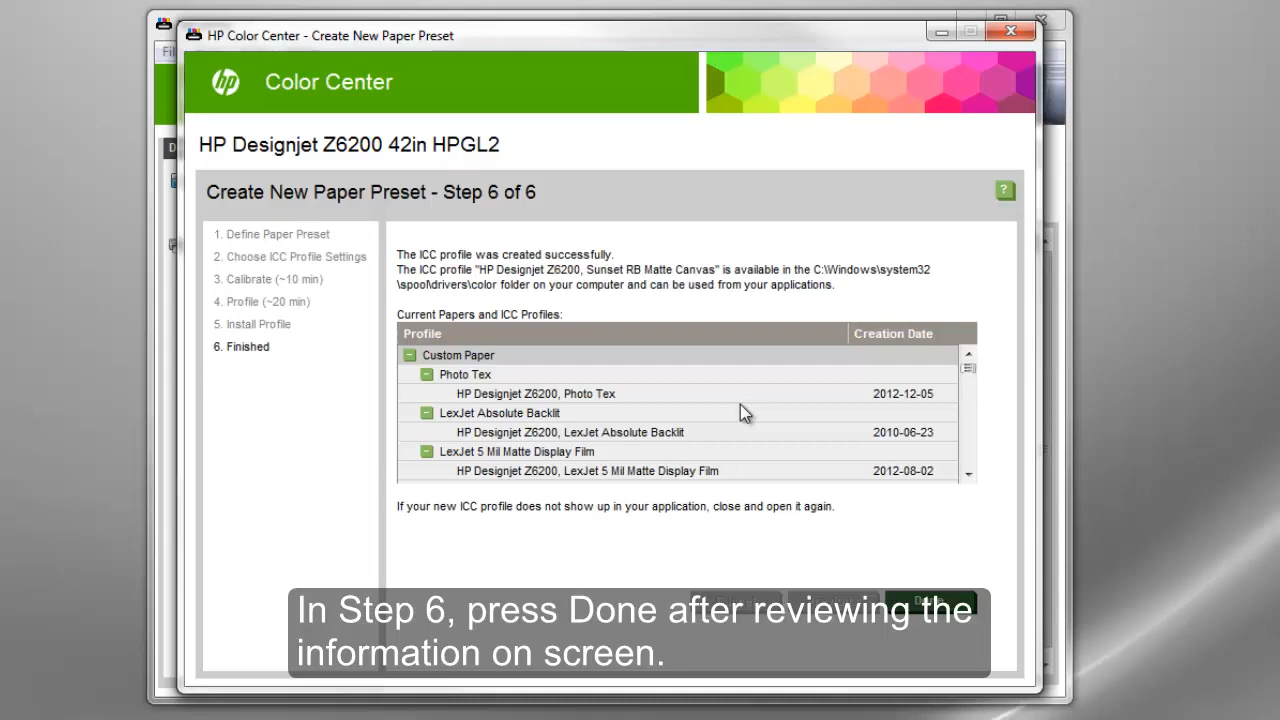 HP Color Center - Create New Paper Preset
Fil
hp
Color Center
HP Designjet Z6200 42in HPGL2
D
Create New Paper Preset - Step 6 of 6
?
1. Define Paper Preset
2. Choose ICC Profile Settings
3. Calibrate (~10 min)
4. Profile (~20 min)
5. Install Profile
6. Finished
The ICC profile was created successfully.
The ICC profile "HP Designjet Z6200, Sunset RB Matte Canvas" is available in the C:\Windows\system32
\spool\drivers\color folder on your computer and can be used from your applications.
Current Papers and ICC Profiles:
Profile Creation Date
Custom Paper
Photo Tex
HP Designjet Z6200, Photo Tex 2012-12-05
LexJet Absolute Backlit
HP Designjet Z6200, LexJet Absolute Backlit 2010-06-23
LexJet 5 Mil Matte Display Film
HP Designjet Z6200, LexJet 5 Mil Matte Display Film 2012-08-02
If your new ICC profile does not show up in your application, close and open it again.
Done
In Step 6, press Done after reviewing the
information on screen.